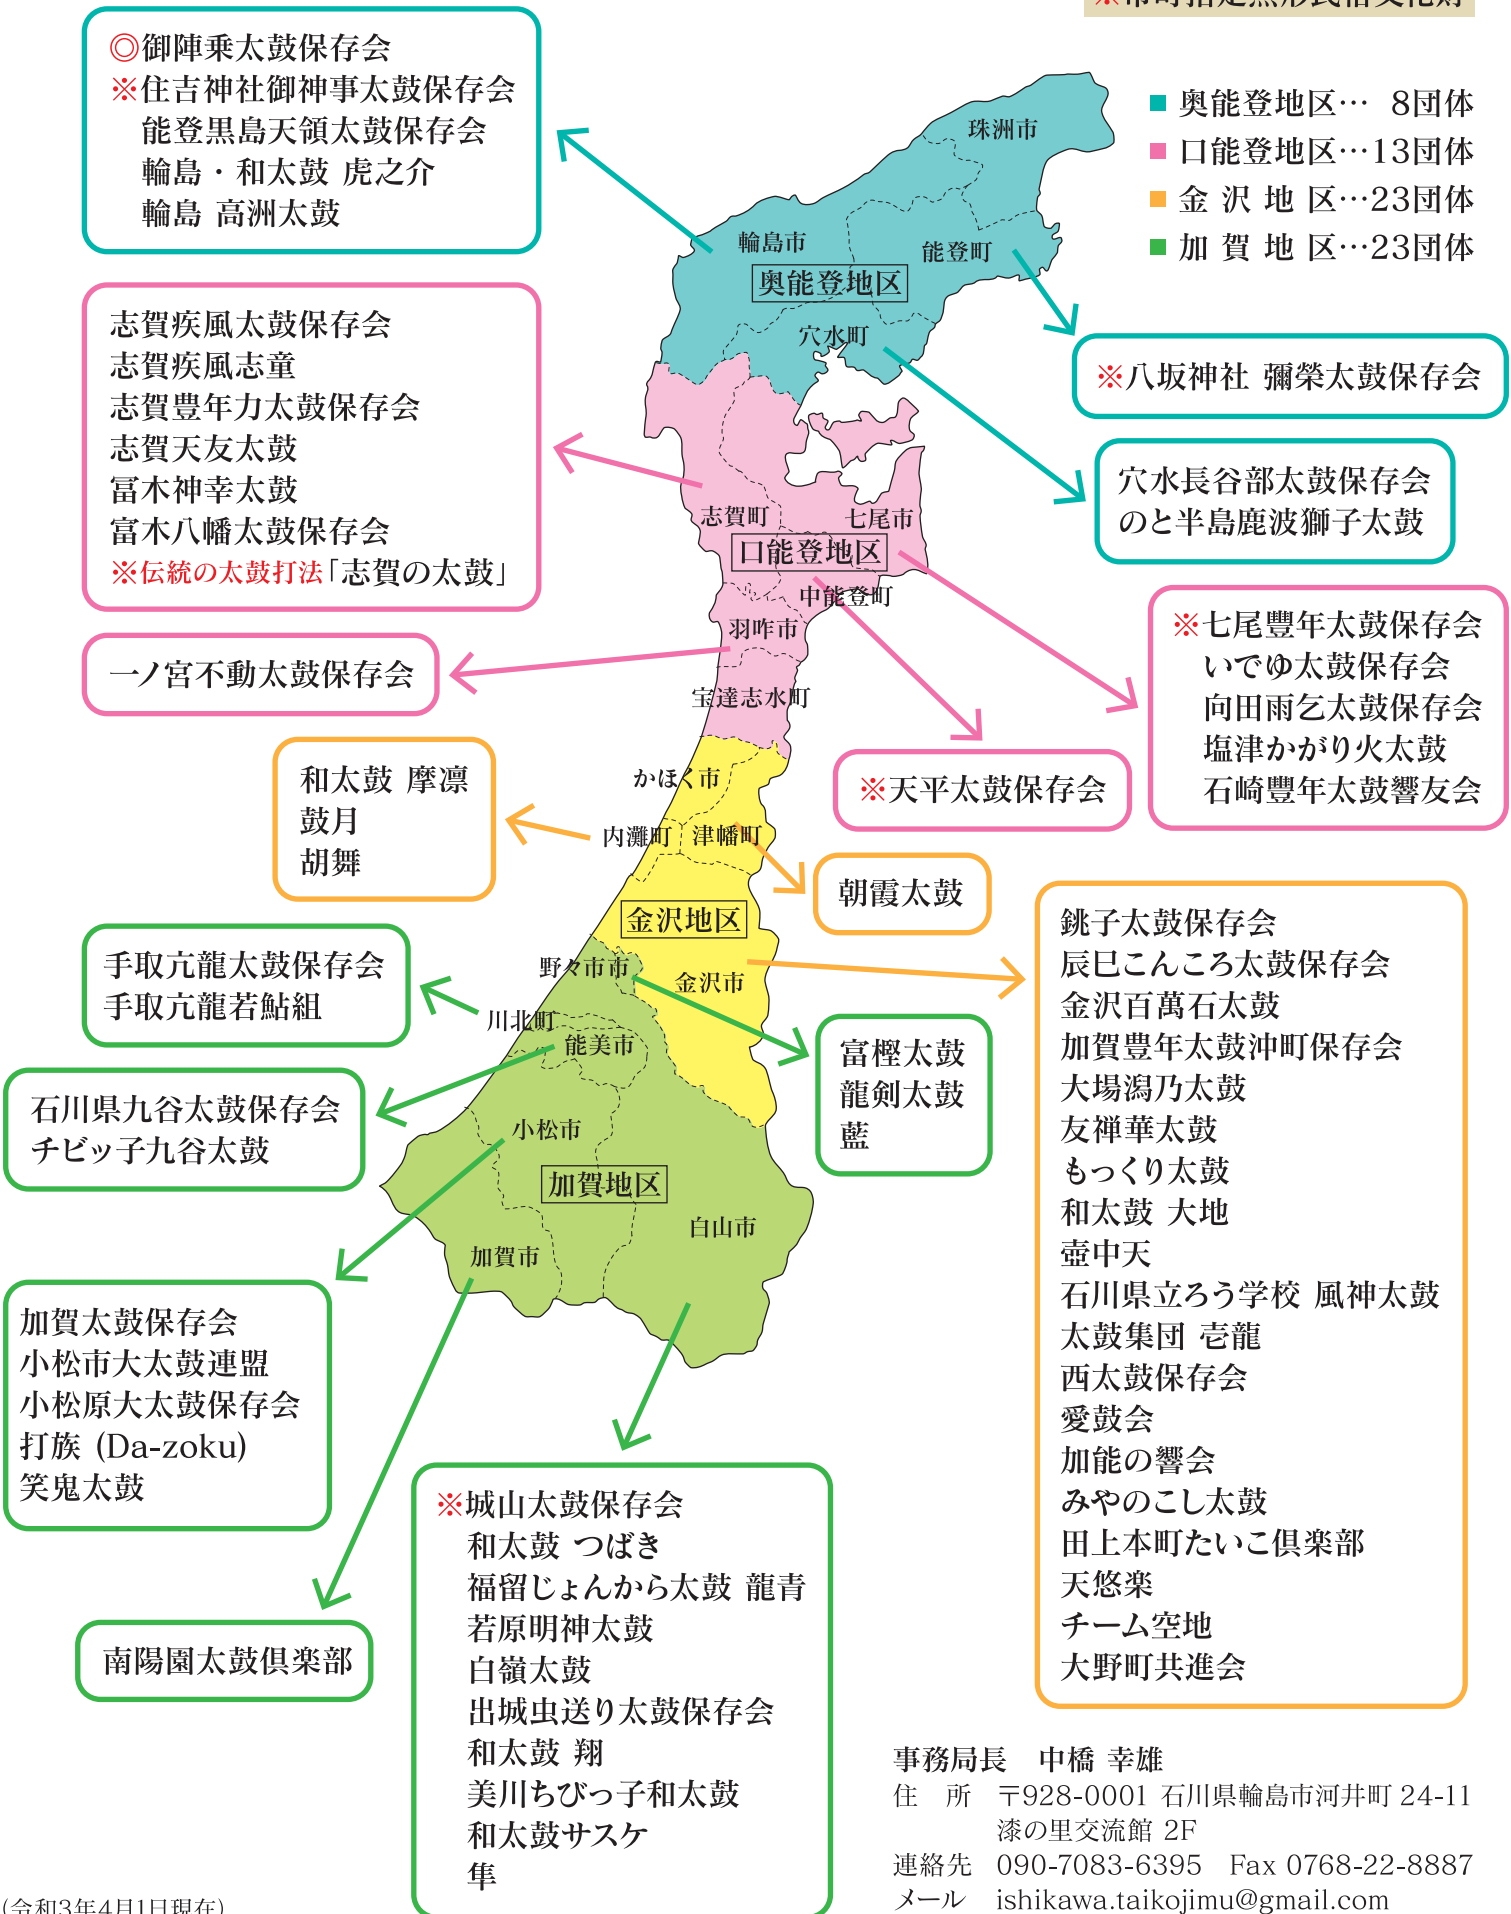 ※市町指定無形民俗文化財
◎御陣乗太鼓保存会
※住吉神社御神事太鼓保存会
能登黒島天領太鼓保存会
輪島・和太鼓 虎之介
輪島 高洲太鼓
■奥能登地区… 8団体
■口能登地区…13団体
■金沢地区…23団体
■加賀地区…23団体
珠洲市
輪島市
能登町
奥能登地区
穴水町
志賀疾風太鼓保存会
志賀疾風志童
志賀豊年力太鼓保存会
志賀天友太鼓
冨木神幸太鼓
富木八幡太鼓保存会
※伝統の太鼓打法「志賀の太鼓」
※八坂神社 彌榮太鼓保存会
穴水長谷部太鼓保存会
のと半島鹿波獅子太鼓
志賀町
七尾市
口能登地区
中能登町
羽咋市
宝達志水町
一ノ宮不動太鼓保存会
※七尾豊年太鼓保存会
いでゆ太鼓保存会
向田雨乞太鼓保存会
塩津かがり火太鼓
石崎豊年太鼓響友会
※天平太鼓保存会
和太鼓 摩凛
鼓月
胡舞
かほく市
内灘町
津幡町
朝霞太鼓
金沢地区
野々市市
金沢市
銚子太鼓保存会
辰巳こんころ太鼓保存会
金沢百萬石太鼓
加賀豊年太鼓沖町保存会
大場潟乃太鼓
友禅華太鼓
もっくり太鼓
和太鼓 大地
壺中天
石川県立ろう学校 風神太鼓
太鼓集団 壱龍
西太鼓保存会
愛鼓会
加能の響会
みやのこし太鼓
田上本町たいこ倶楽部
天悠楽
チーム空地
大野町共進会
手取亢龍太鼓保存会
手取亢龍若鮎組
川北町
能美市
富樫太鼓
龍剣太鼓
藍
石川県九谷太鼓保存会
チビッ子九谷太鼓
小松市
加賀地区
白山市
加賀市
加賀太鼓保存会
小松市大太鼓連盟
小松原大太鼓保存会
打族 (Da-zoku)
笑鬼太鼓
南陽園太鼓倶楽部
※城山太鼓保存会
和太鼓 つばき
福留じょんから太鼓 龍青
若原明神太鼓
白嶺太鼓
出城虫送り太鼓保存会
和太鼓 翔
美川ちびっ子和太鼓
和太鼓サスケ
隼
事務局長 中橋 幸雄
住 所 〒928-0001 石川県輪島市河井町 24-11
漆の里交流館 2F
連絡先 090-7083-6395 Fax 0768-22-8887
メール ishikawa.taikojimu@gmail.com
(令和3年4月1日現在)